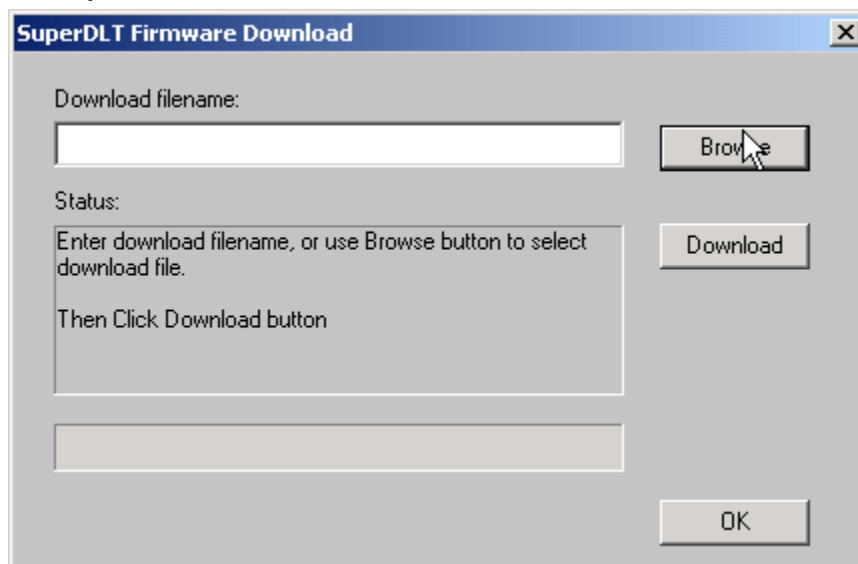 SuperDLT Firmware Download
Download filename:
Browse
Status:
Enter download filename, or use Browse button to select
download file.
Then Click Download button
Download
OK